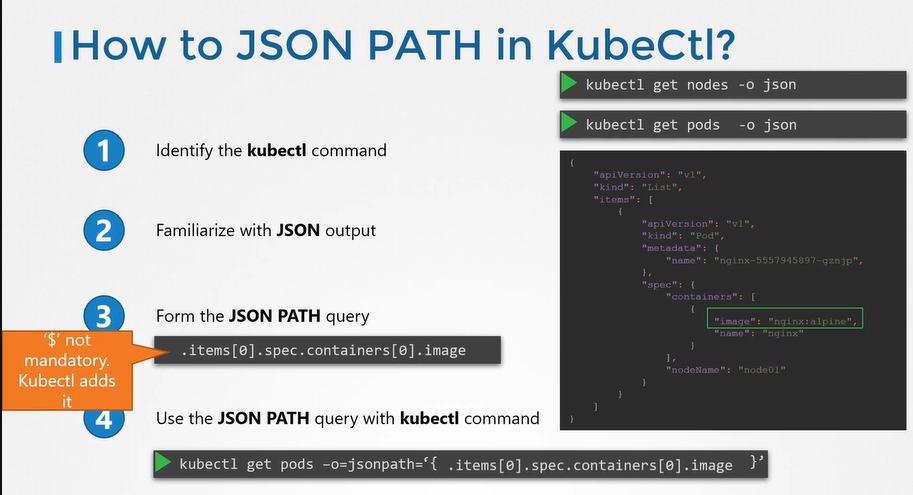 How to JSON PATH in KubeCtl?
kubectl get nodes -o json
kubectl get pods -o json
1
Identify the kubectl command
2
Familiarize with JSON output
3
Form the JSON PATH query
‘$’ not
mandatory.
Kubectl adds
it
.items[0].spec.containers[0].image
4
Use the JSON PATH query with kubectl command
kubectl get pods –o=jsonpath=‘{ .items[0].spec.containers[0].image }’
{
"apiVersion": "v1",
"kind": "List",
"items": [
{
"apiVersion": "v1",
"kind": "Pod",
"metadata": {
"name": "nginx-5557945897-gznjp",
},
"spec": {
"containers": [
{
"image": "nginx:alpine",
"name": "nginx"
}
],
"nodeName": "node01"
}
}
]
}